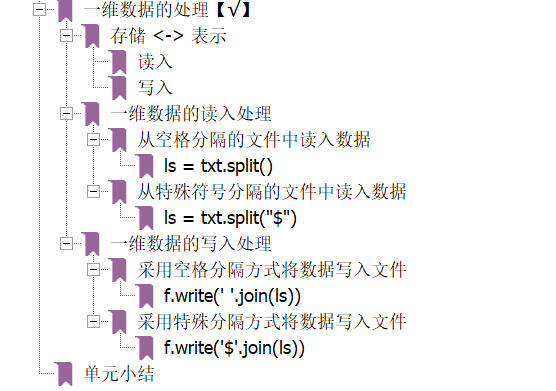 一维数据的处理【√】
存储 <-> 表示
读入
写入
一维数据的读入处理
从空格分隔的文件中读入数据
ls = txt.split()
从特殊符号分隔的文件中读入数据
ls = txt.split("$")
一维数据的写入处理
采用空格分隔方式将数据写入文件
f.write(' '.join(ls))
采用特殊分隔方式将数据写入文件
f.write('$'.join(ls))
单元小结